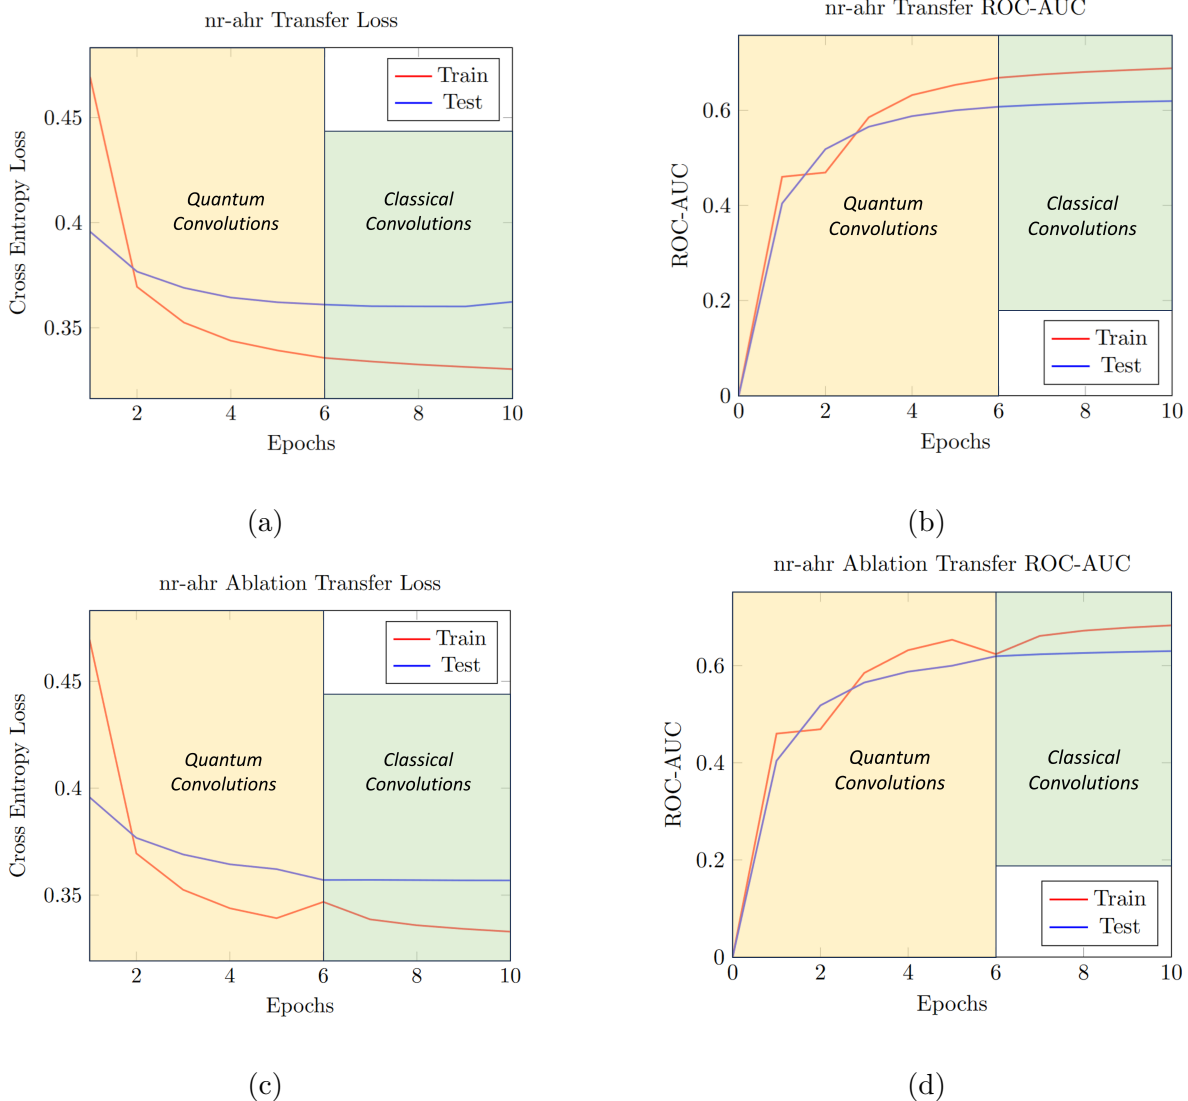 nr-ahr Transfer Loss
Cross Entropy Loss
0.45
0.4
0.35
Train
Test
Quantum
Convolutions
Classical
Convolutions
2 4 6 8 10
Epochs
(a)
nr-ahr Transfer ROC-AUC
ROC-AUC
0.6
0.4
0.2
0
Quantum
Convolutions
Classical
Convolutions
Train
Test
0 2 4 6 8 10
Epochs
(b)
nr-ahr Ablation Transfer Loss
Cross Entropy Loss
0.45
0.4
0.35
Train
Test
Quantum
Convolutions
Classical
Convolutions
2 4 6 8 10
Epochs
(c)
nr-ahr Ablation Transfer ROC-AUC
ROC-AUC
0.6
0.4
0.2
0
Quantum
Convolutions
Classical
Convolutions
Train
Test
0 2 4 6 8 10
Epochs
(d)